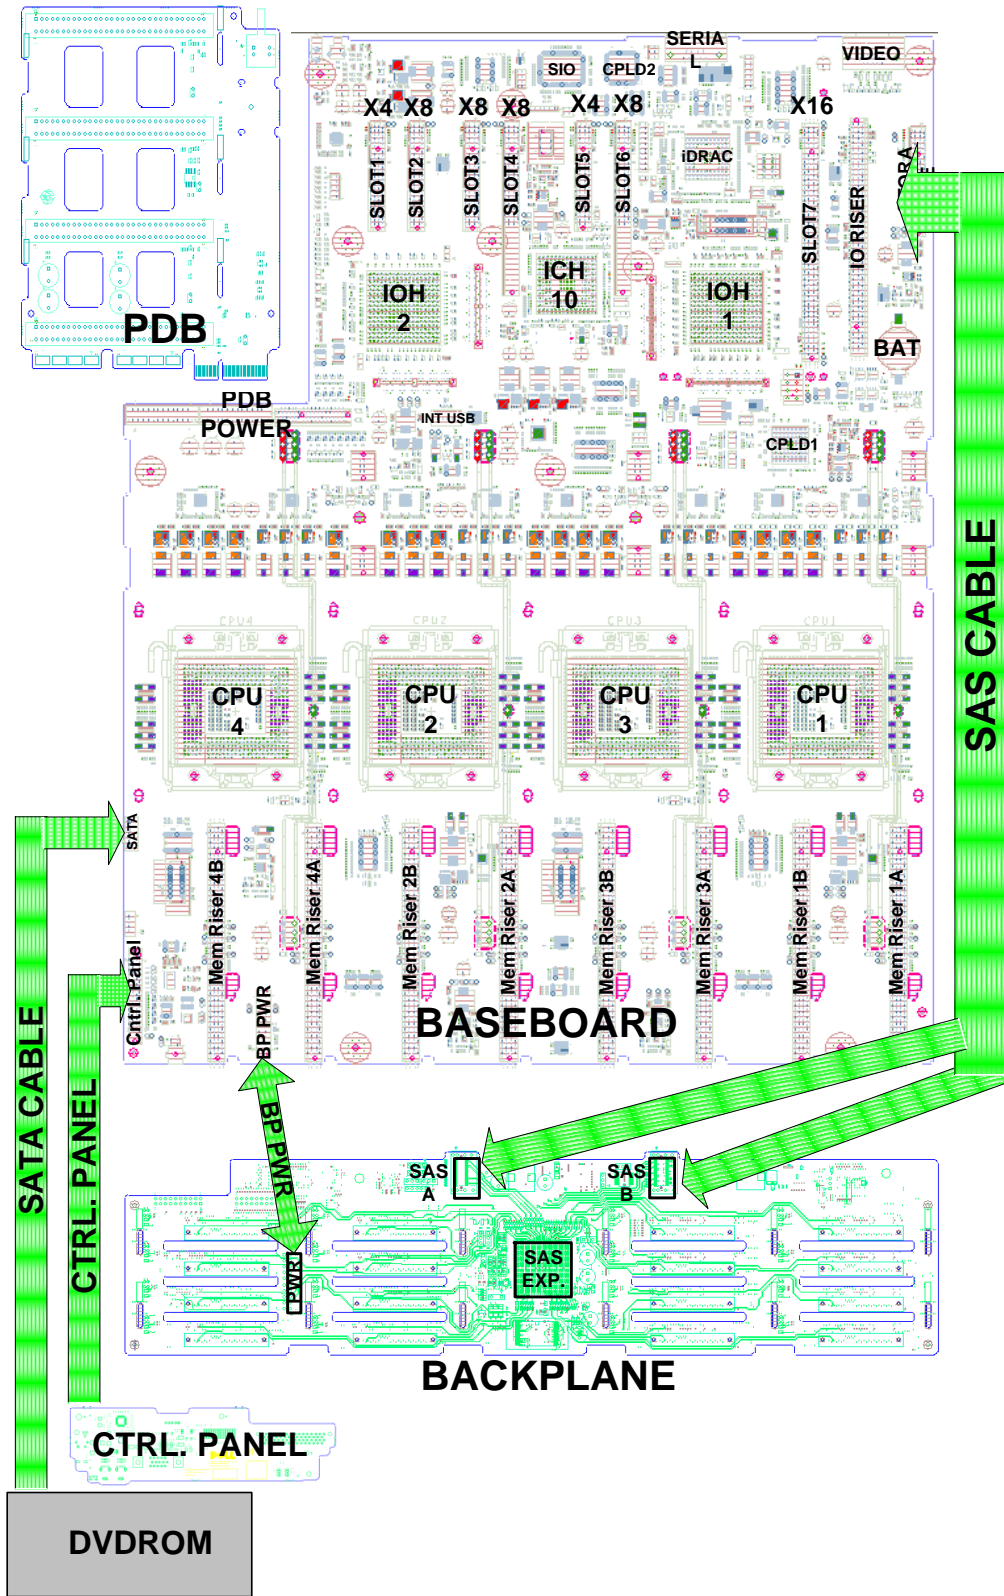 SERIA
L
VIDEO
SIO
CPLD2
X4
X8
X8
X8
X4
X8
X16
SLOT1
SLOT2
SLOT3
SLOT4
SLOT5
SLOT6
iDRAC
SLOT7
IO RISER
PDB
IOH
2
ICH
10
IOH
1
BAT
PDB
POWER
INT USB
CPLD1
SAS CABLE
CPU4
CPU2
CPU3
CPU1
CPU
4
CPU
2
CPU
3
CPU
1
SATA
Mem Riser 4B
Mem Riser 4A
Mem Riser 2B
Mem Riser 2A
Mem Riser 3B
Mem Riser 3A
Mem Riser 1B
Mem Riser 1A
Cntrl. Panel
BP PWR
BASEBOARD
SATA CABLE
CTRL. PANEL
BP PWR
SAS
A
SAS
B
PWR
SAS
EXP.
BACKPLANE
CTRL. PANEL
DVDROM